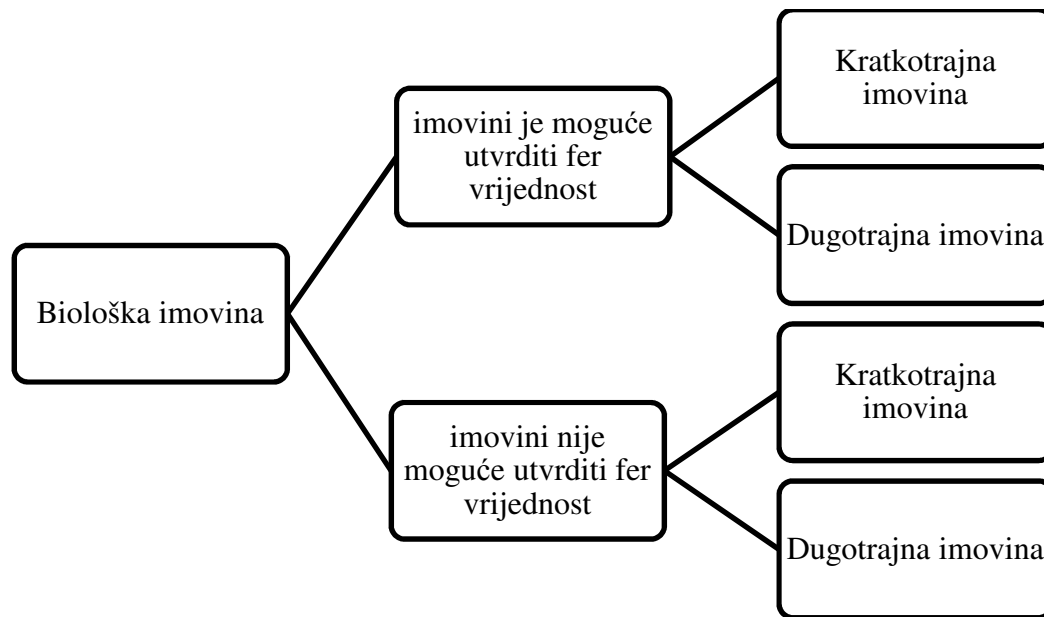 Biološka imovina
imovini je moguće
utvrditi fer
vrijednost
Kratkotrajna
imovina
Dugotrajna imovina
imovini nije
moguće utvrditi fer
vrijednost
Kratkotrajna
imovina
Dugotrajna imovina